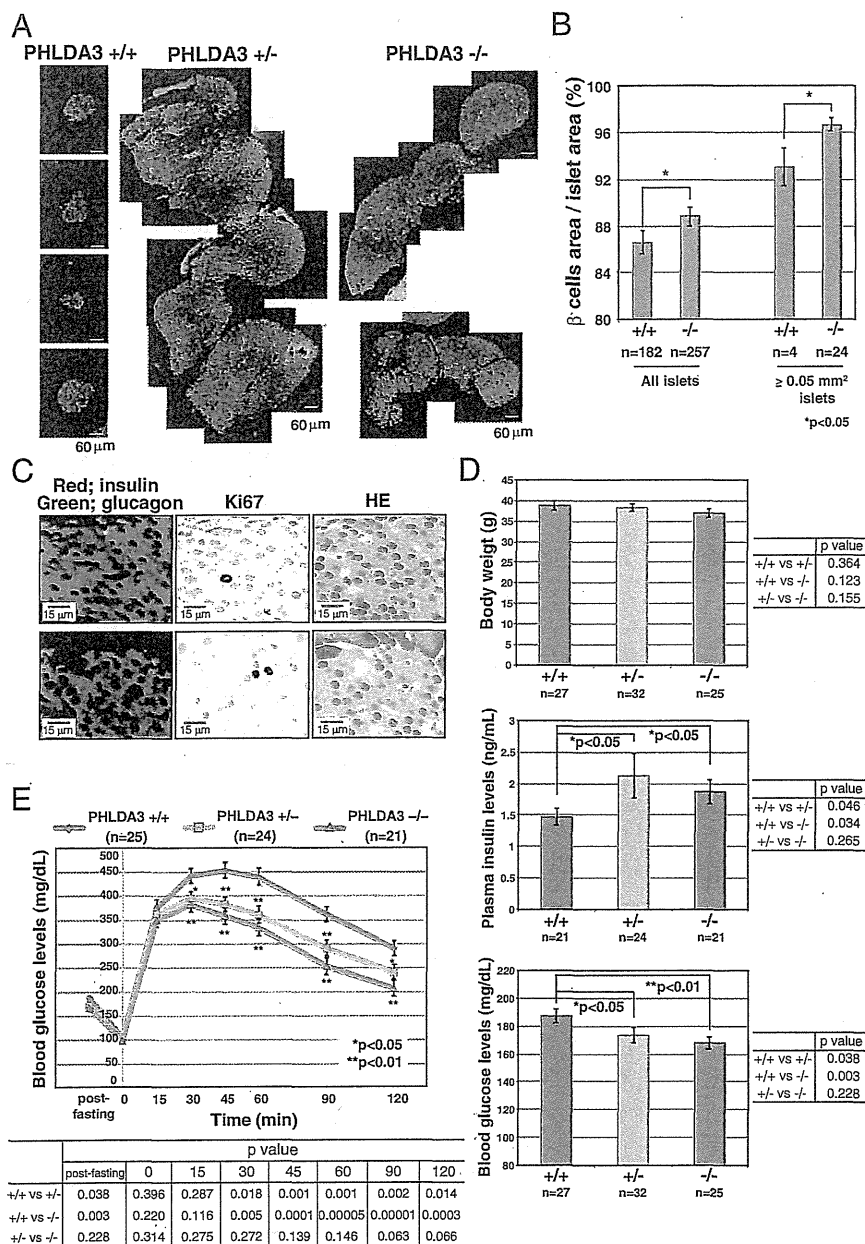 A
PHLDA3 +/+
PHLDA3 +/-
PHLDA3 -/-
60 μm
60 μm
60 μm
B
β cells area / islet area (%)
100
96
92
88
84
80
*
*
+/+
-/-
+/+
-/-
n=182
n=257
n=4
n=24
All islets
≥ 0.05 mm²
islets
*p<0.05
C
Red; insulin
Green; glucagon
Ki67
HE
15 μm
15 μm
15 μm
15 μm
15 μm
15 μm
D
Body weigt (g)
45
40
35
30
25
20
15
10
5
0
+/+
+/-
-/-
n=27
n=32
n=25
p value
+/+ vs +/- 0.364
+/+ vs -/- 0.123
+/- vs -/- 0.155
Plasma insulin levels (ng/mL)
3
2.5
2
1.5
1
0.5
0
*p<0.05
*p<0.05
+/+
+/-
-/-
n=21
n=24
n=21
p value
+/+ vs +/- 0.046
+/+ vs -/- 0.034
+/- vs -/- 0.265
Blood glucose levels (mg/dL)
220
200
180
160
140
120
100
80
**p<0.01
*p<0.05
+/+
+/-
-/-
n=27
n=32
n=25
p value
+/+ vs +/- 0.038
+/+ vs -/- 0.003
+/- vs -/- 0.228
E
PHLDA3 +/+
(n=25)
PHLDA3 +/-
(n=24)
PHLDA3 -/-
(n=21)
Blood glucose levels (mg/dL)
500
450
400
350
300
250
200
150
100
50
0
*p<0.05
**p<0.01
post-
fasting
0 15 30 45 60 90 120
Time (min)
p value
post-fasting 0 15 30 45 60 90 120
+/+ vs +/- 0.038 0.396 0.287 0.018 0.001 0.001 0.002 0.014
+/+ vs -/- 0.003 0.220 0.116 0.005 0.0001 0.00005 0.00001 0.0003
+/- vs -/- 0.228 0.314 0.275 0.272 0.139 0.146 0.063 0.066